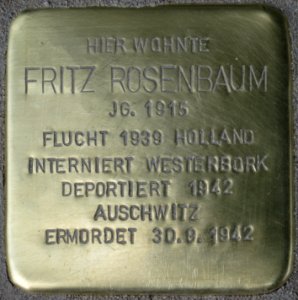 HIER WOHNTE
FRITZ ROSENBAUM
JG. 1915
FLUCHT 1939 HOLLAND
INTERNIERT WESTERBORK
DEPORTIERT 1942
AUSCHWITZ
ERMORDET 30.9.1942